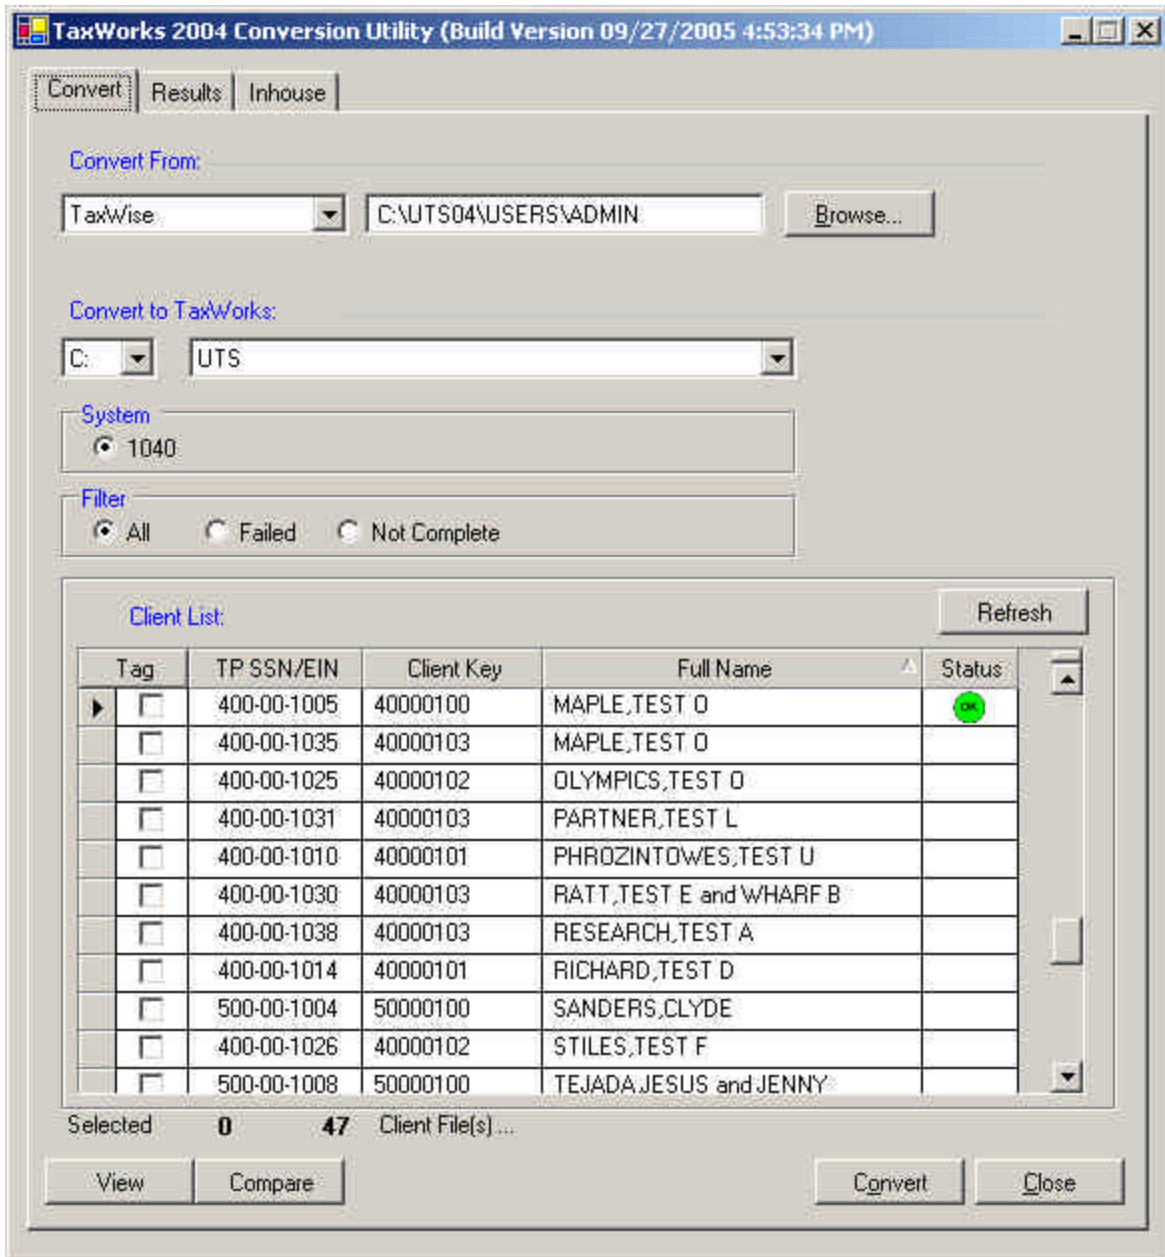 TaxWorks 2004 Conversion Utility (Build Version 09/27/2005 4:53:34 PM)
Convert Results Inhouse
Convert From:
TaxWise C:\UTS04\USERS\ADMIN Browse...
Convert to TaxWorks:
C: UTS
System
1040
Filter
All Failed Not Complete
Client List: Refresh
Tag TP SSN/EIN Client Key Full Name Status
400-00-1005 40000100 MAPLE,TEST O OK
400-00-1035 40000103 MAPLE,TEST O
400-00-1025 40000102 OLYMPICS,TEST O
400-00-1031 40000103 PARTNER,TEST L
400-00-1010 40000101 PHROZINTOWES,TEST U
400-00-1030 40000103 RATT,TEST E and WHARF B
400-00-1038 40000103 RESEARCH,TEST A
400-00-1014 40000101 RICHARD,TEST D
500-00-1004 50000100 SANDERS,CLYDE
400-00-1026 40000102 STILES,TEST F
500-00-1008 50000100 TEJADA,JESUS and JENNY
Selected 0 47 Client File(s) ...
View Compare Convert Close